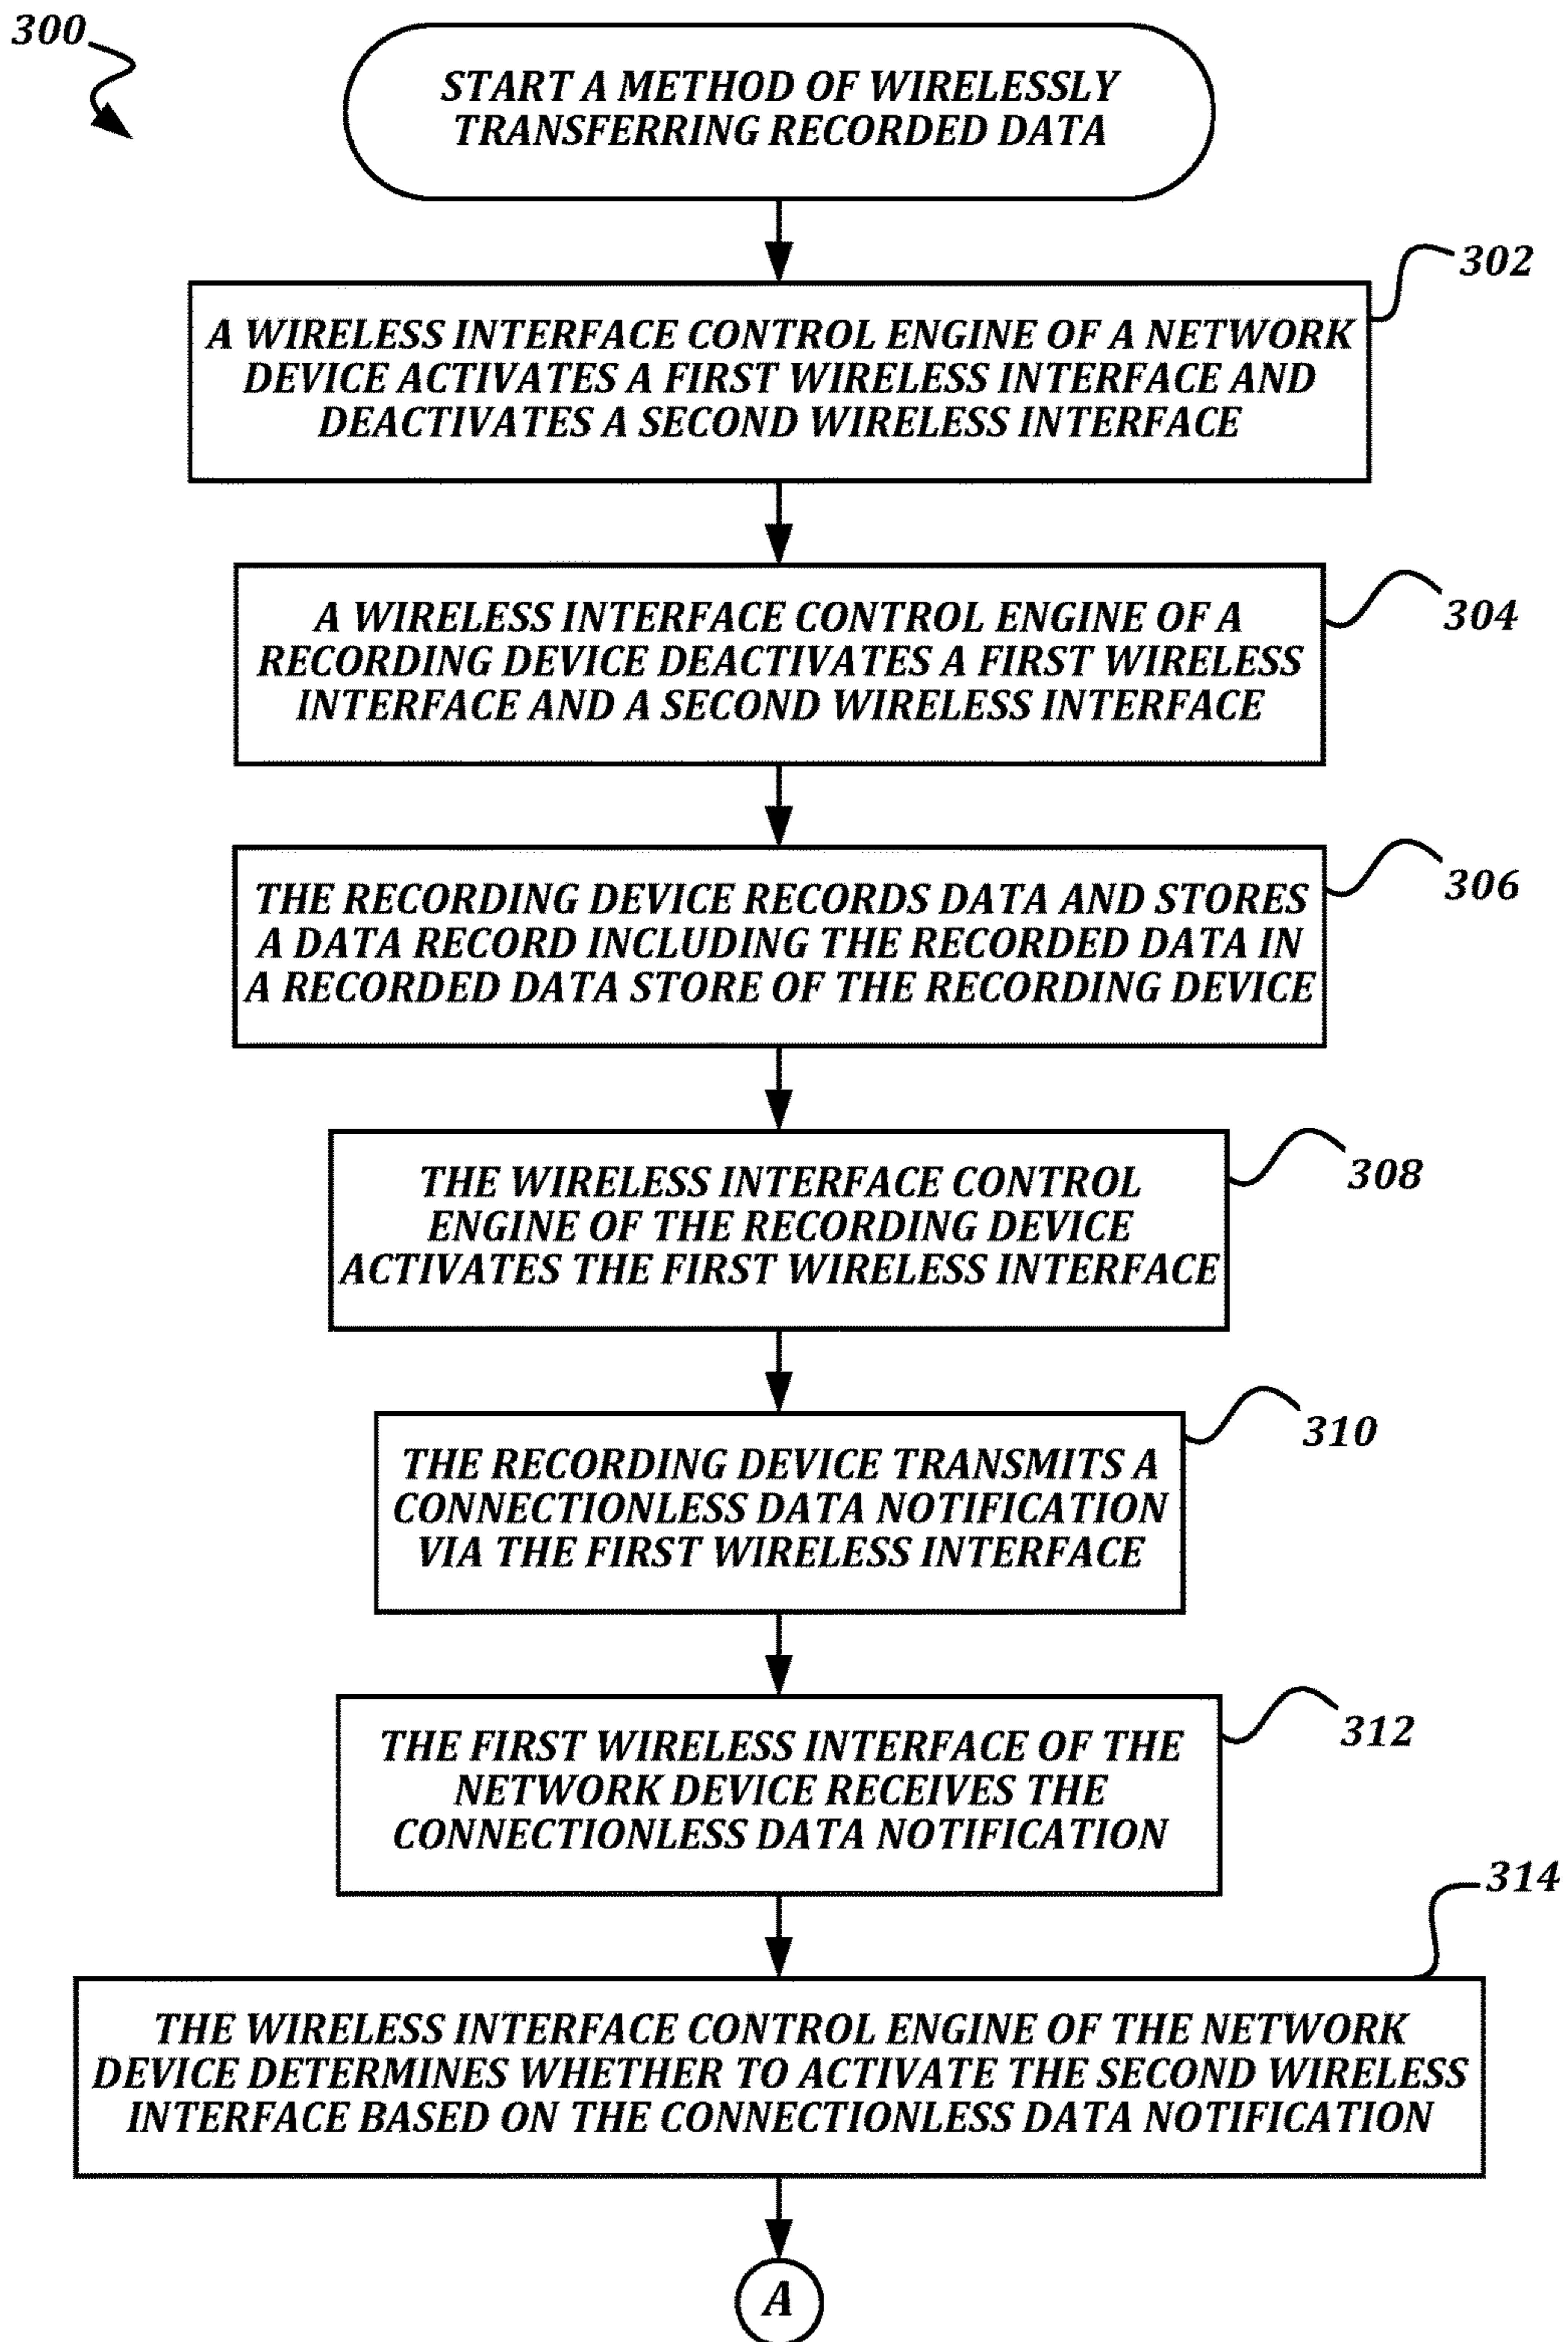 300
START A METHOD OF WIRELESSLY
TRANSFERRING RECORDED DATA
302
A WIRELESS INTERFACE CONTROL ENGINE OF A NETWORK
DEVICE ACTIVATES A FIRST WIRELESS INTERFACE AND
DEACTIVATES A SECOND WIRELESS INTERFACE
304
A WIRELESS INTERFACE CONTROL ENGINE OF A
RECORDING DEVICE DEACTIVATES A FIRST WIRELESS
INTERFACE AND A SECOND WIRELESS INTERFACE
306
THE RECORDING DEVICE RECORDS DATA AND STORES
A DATA RECORD INCLUDING THE RECORDED DATA IN
A RECORDED DATA STORE OF THE RECORDING DEVICE
308
THE WIRELESS INTERFACE CONTROL
ENGINE OF THE RECORDING DEVICE
ACTIVATES THE FIRST WIRELESS INTERFACE
310
THE RECORDING DEVICE TRANSMITS A
CONNECTIONLESS DATA NOTIFICATION
VIA THE FIRST WIRELESS INTERFACE
312
THE FIRST WIRELESS INTERFACE OF THE
NETWORK DEVICE RECEIVES THE
CONNECTIONLESS DATA NOTIFICATION
314
THE WIRELESS INTERFACE CONTROL ENGINE OF THE NETWORK
DEVICE DETERMINES WHETHER TO ACTIVATE THE SECOND WIRELESS
INTERFACE BASED ON THE CONNECTIONLESS DATA NOTIFICATION
A